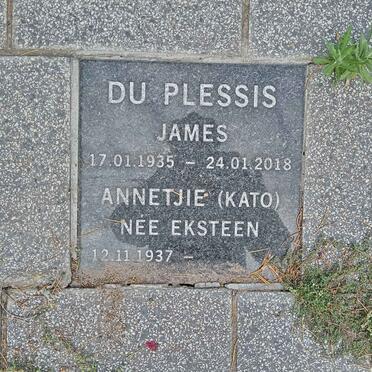 DU PLESSIS
JAMES
17.01.1935 – 24.01.2018
ANNETJIE (KATO)
NEE EKSTEEN
12.11.1937 –